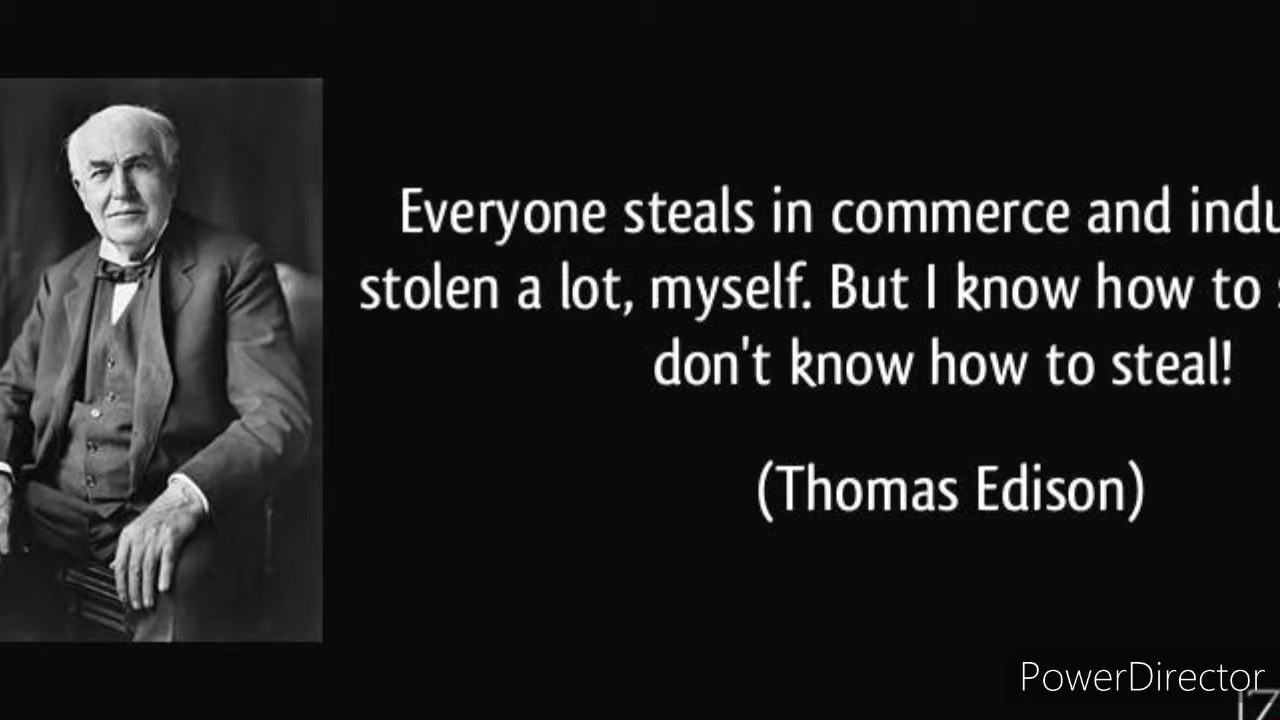 Everyone steals in commerce and indu
stolen a lot, myself. But I know how to
don't know how to steal!
(Thomas Edison)
PowerDirector